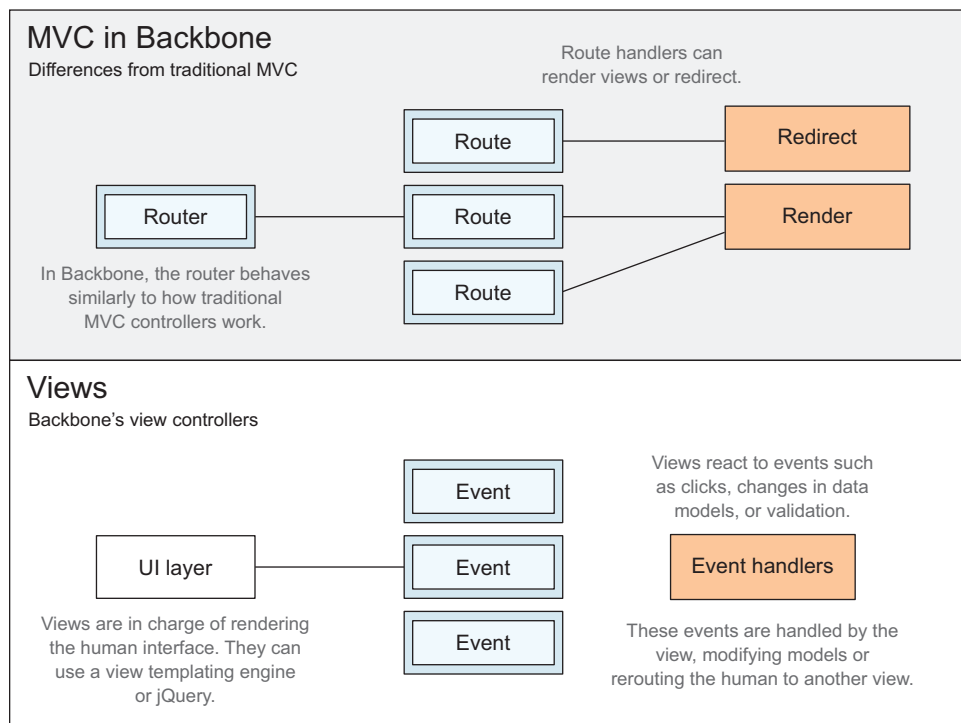 MVC in Backbone
Differences from traditional MVC
Route handlers can
render views or redirect.
Route
Redirect
Router
Route
Render
In Backbone, the router behaves
similarly to how traditional
MVC controllers work.
Route
Views
Backbone's view controllers
Views react to events such
as clicks, changes in data
models, or validation.
Event
UI layer
Event
Event handlers
Views are in charge of rendering
the human interface. They can
use a view templating engine
or jQuery.
Event
These events are handled by the
view, modifying models or
rerouting the human to another view.